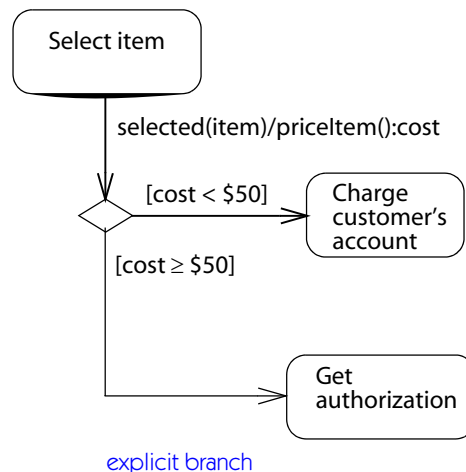 Select item
selected(item)/priceItem():cost
[cost < $50]
Charge
customer's
account
[cost ≥ $50]
Get
authorization
explicit branch